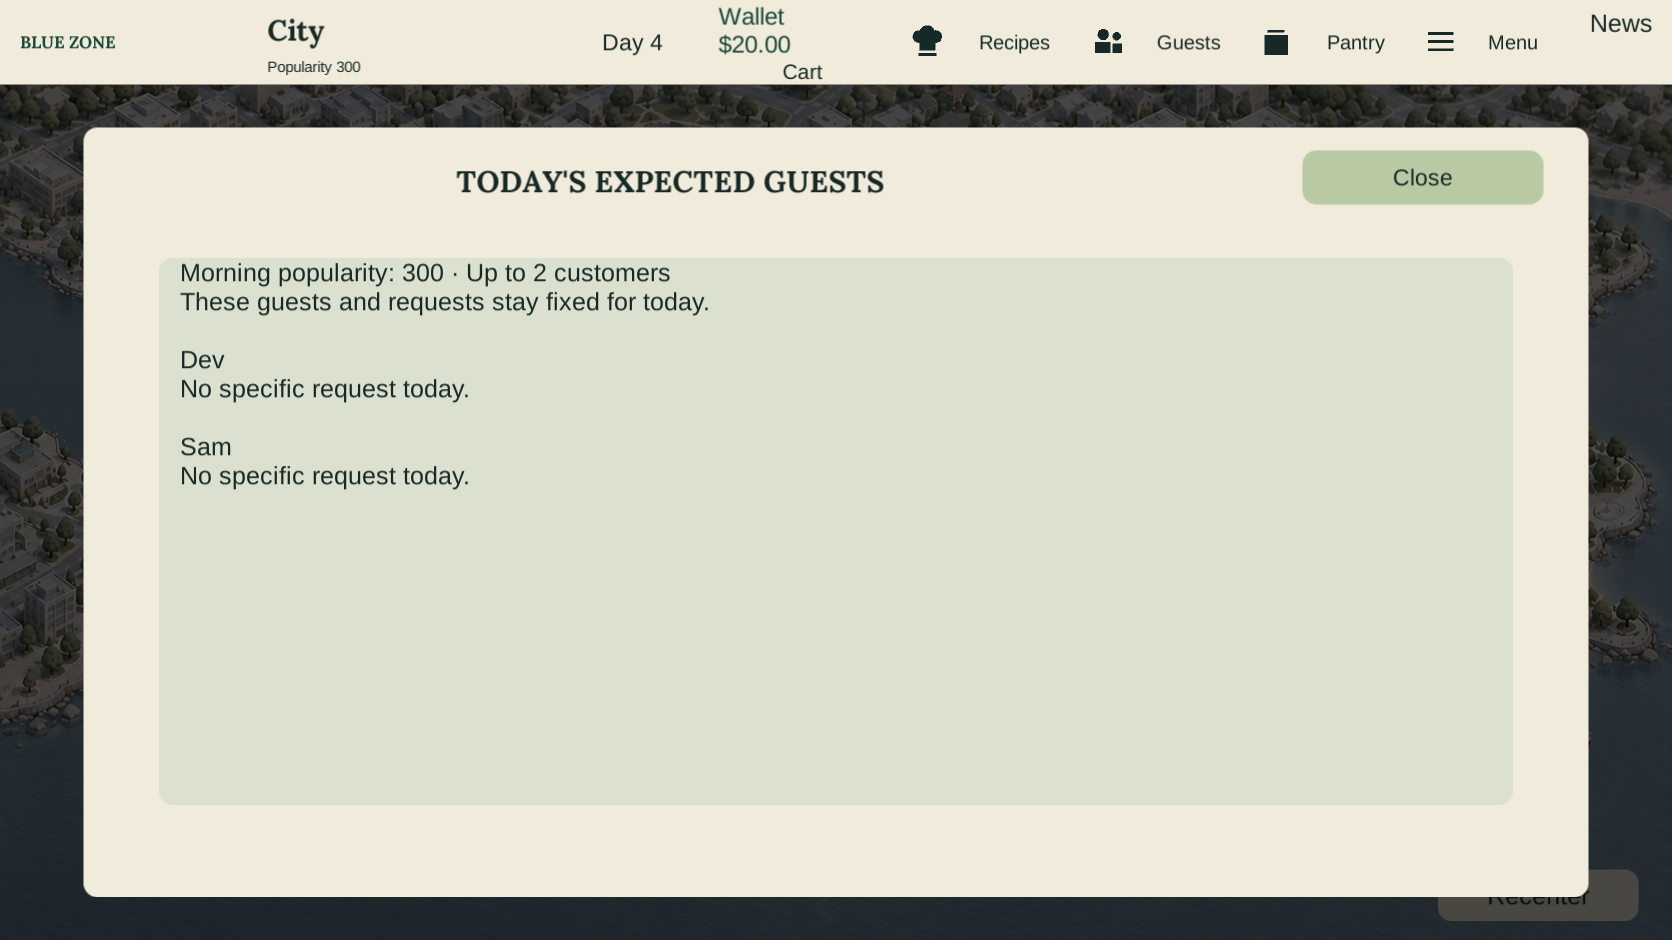 BLUE ZONE
City
Popularity 300
Day 4
Wallet
$20.00
Cart
Recipes
Guests
Pantry
Menu
News
TODAY'S EXPECTED GUESTS
Close
Morning popularity: 300 · Up to 2 customers
These guests and requests stay fixed for today.
Dev
No specific request today.
Sam
No specific request today.
Recenter